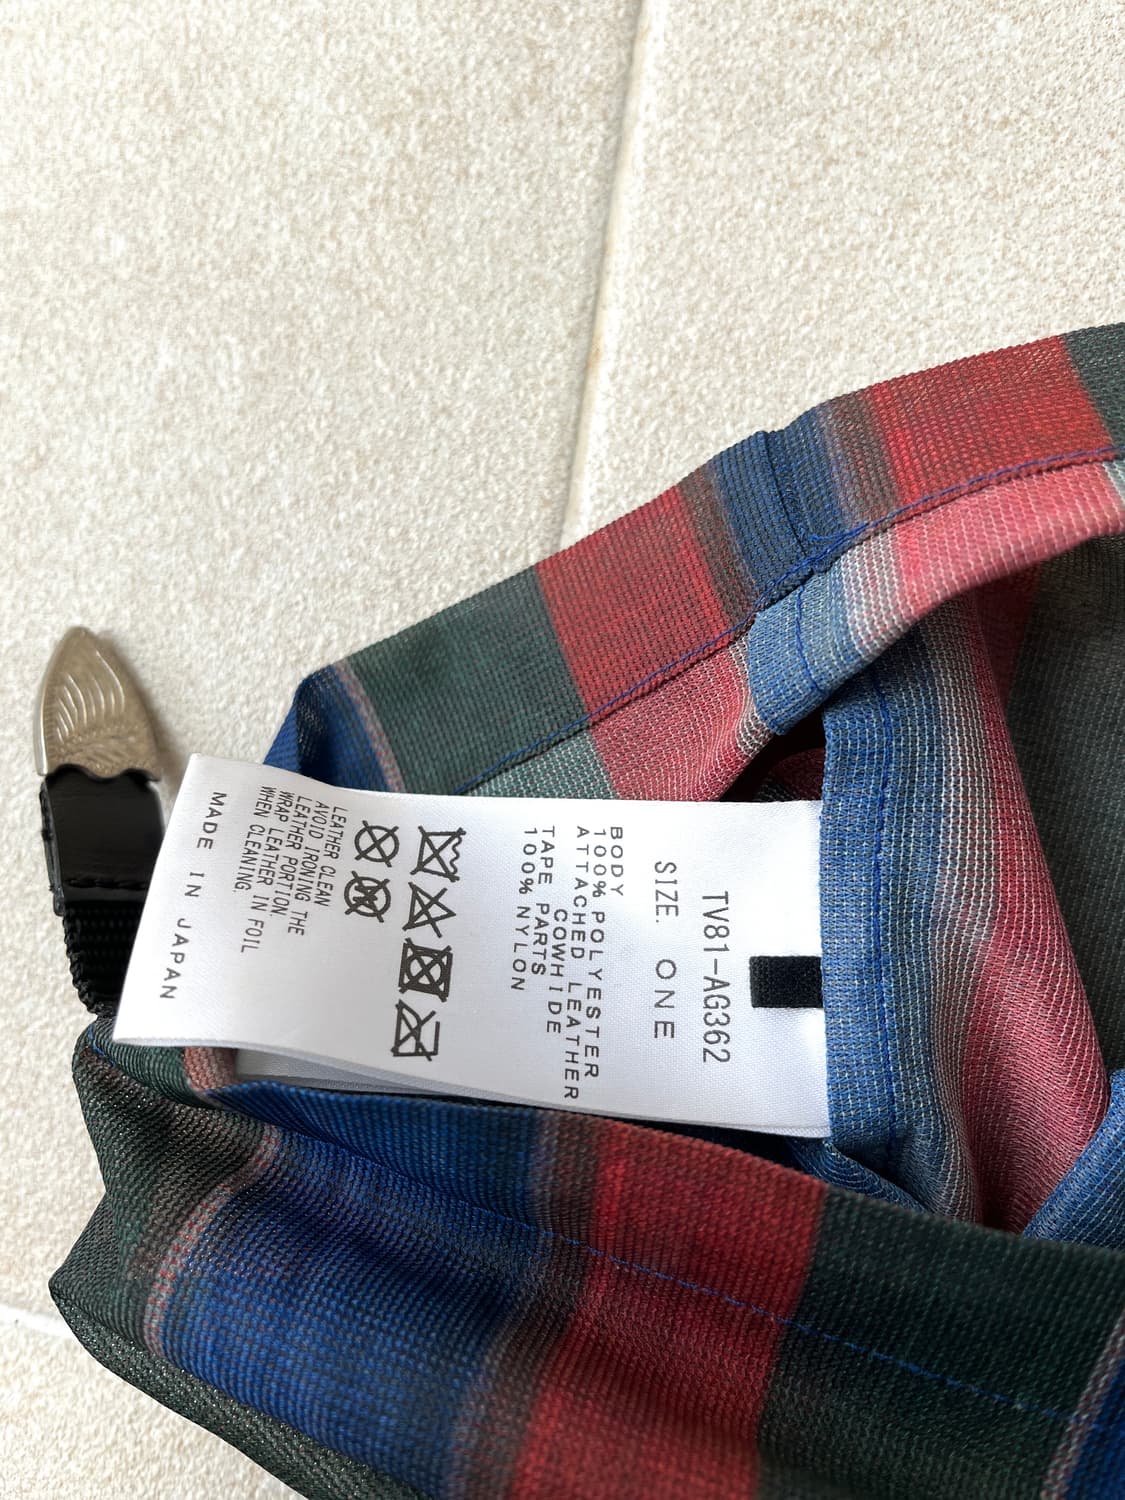 TV81-AG362
SIZE. ONE
BODY
100% POLYESTER
ATTACHED LEATHER
COWHIDE
TAPE PARTS
100% NYLON
LEATHER CLEAN
AVOID IRONING THE
LEATHER PORTION.
WRAP LEATHER IN FOIL
WHEN CLEANING.
MADE IN JAPAN